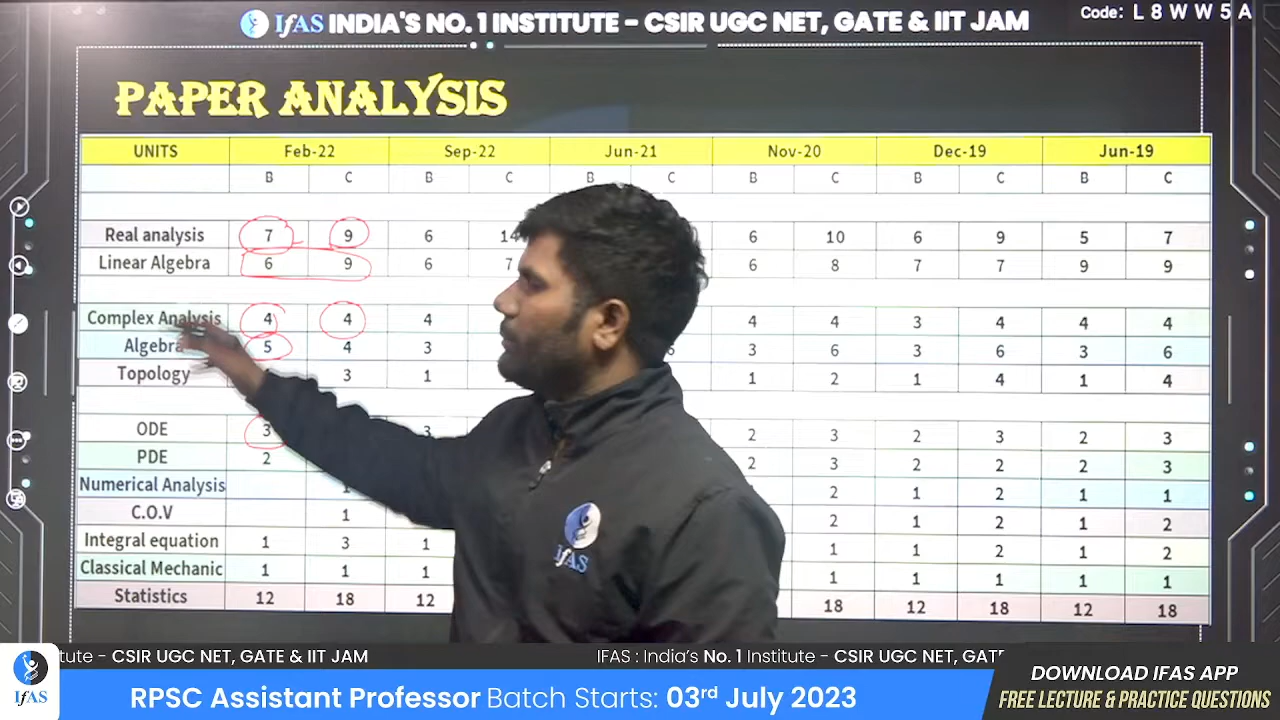 IfAS INDIA'S NO. 1 INSTITUTE - CSIR UGC NET, GATE & IIT JAM
Code: L 8 W W 5 A
PAPER ANALYSIS
UNITS Feb-22 Sep-22 Jun-21 Nov-20 Dec-19 Jun-19
B C B C B C B C B C B C
Real analysis 7 9 6 14 6 10 6 9 5 7
Linear Algebra 6 9 6 7 6 8 7 7 9 9
Complex Analysis 4 4 4 4 4 3 4 4 4
Algebra 5 4 3 6 3 6 3 6 3 6
Topology 3 1 1 2 1 4 1 4
ODE 3 3 2 3 2 3 2 3
PDE 2 2 3 2 2 2 3
Numerical Analysis 1 2 1 2 1 1
C.O.V 1 2 1 2 1 2
Integral equation 1 3 1 1 1 2 1 2
Classical Mechanic 1 1 1 1 1 1 1 1
Statistics 12 18 12 18 12 18 12 18
IfAS
tute - CSIR UGC NET, GATE & IIT JAM IFAS : India's No. 1 Institute - CSIR UGC NET, GATE
IfAS
RPSC Assistant Professor Batch Starts: 03rd July 2023
DOWNLOAD IFAS APP
FREE LECTURE & PRACTICE QUESTIONS